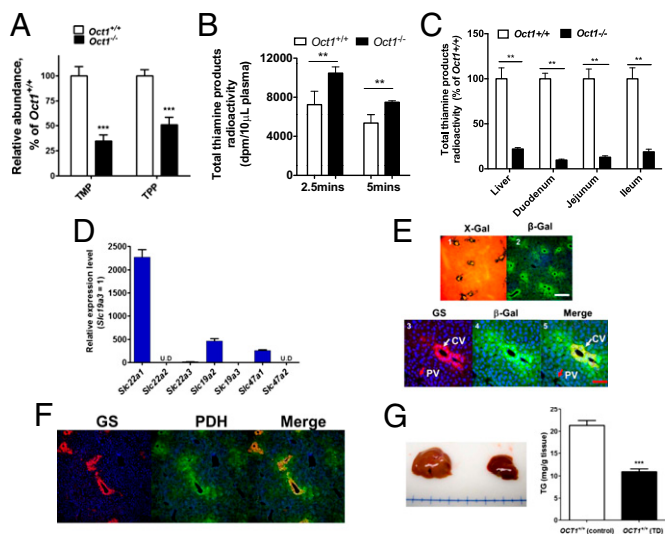 A
Oct1+/+
Oct1-/-
Relative abundance,
% of Oct1+/+
150
100
50
0
***
***
TMP
TPP
B
Oct1+/+
Oct1-/-
Total thiamine products
radioactivity
(dpm/10μL plasma)
12000
8000
4000
0
**
**
2.5mins
5mins
C
Oct1+/+
Oct1-/-
Total thiamine products
radioactivity (% of Oct1+/+)
150
100
50
0
**
**
**
**
Liver
Duodenum
Jejunum
Ileum
D
Relative expression level
(Slc19a3 = 1)
2500
2000
1500
1000
500
0
U.D
U.D
Slc22a1
Slc22a2
Slc22a3
Slc19a2
Slc19a3
Slc47a1
Slc47a2
E
X-Gal
β-Gal
1
2
GS
β-Gal
Merge
3
4
5
CV
PV
CV
PV
F
GS
PDH
Merge
G
TG (mg/g tissue)
25
20
15
10
5
0
***
OCT1+/+ (control)
OCT1+/+ (TD)